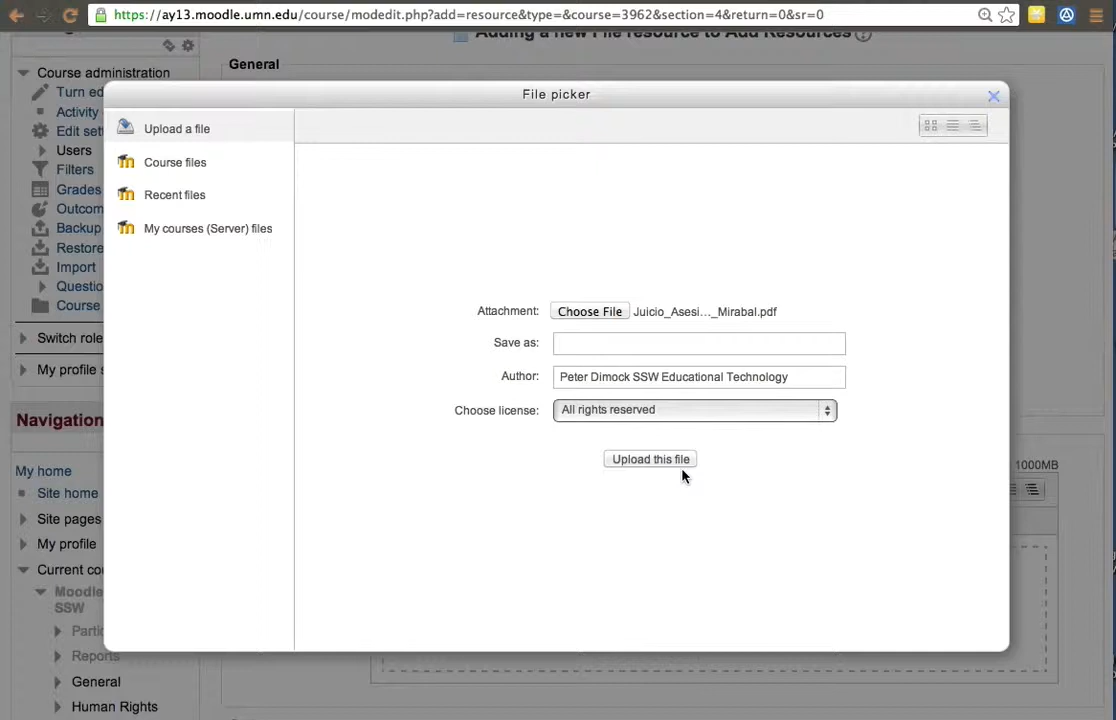 https://ay13.moodle.umn.edu/course/modedit.php?add=resource&type=&course=3962&section=4&return=0&sr=0
Adding a new File resource to Add Resources
General
Course administration
Turn ed
Activity
Edit sett
Users
Filters
Grades
Outcom
Backup
Restore
Import
Questio
Course
Switch role
My profile s
Navigation
My home
Site home
Site pages
My profile
Current cou
Moodle
SSW
Partic
Reports
General
Human Rights
File picker
Upload a file
Course files
Recent files
My courses (Server) files
Attachment: Choose File Juicio_Asesi..._Mirabal.pdf
Save as:
Author: Peter Dimock SSW Educational Technology
Choose license: All rights reserved
Upload this file
1000MB